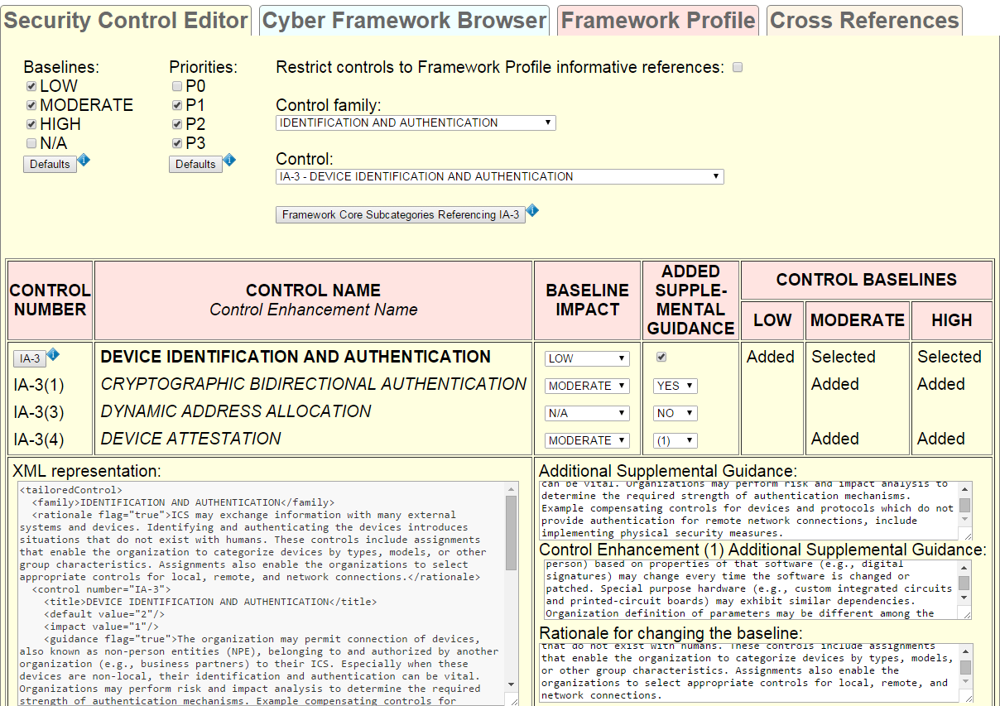 Security Control Editor Cyber Framework Browser Framework Profile Cross References
Baselines: Priorities: Restrict controls to Framework Profile informative references:
LOW P0
MODERATE P1 Control family:
HIGH P2 IDENTIFICATION AND AUTHENTICATION
N/A P3
Defaults Defaults Control:
IA-3 - DEVICE IDENTIFICATION AND AUTHENTICATION
Framework Core Subcategories Referencing IA-3
CONTROL NUMBER
CONTROL NAME
Control Enhancement Name
BASELINE IMPACT
ADDED
SUPPLE-
MENTAL
GUIDANCE
CONTROL BASELINES
LOW MODERATE HIGH
IA-3 DEVICE IDENTIFICATION AND AUTHENTICATION LOW Added Selected Selected
IA-3(1) CRYPTOGRAPHIC BIDIRECTIONAL AUTHENTICATION MODERATE YES Added Added
IA-3(3) DYNAMIC ADDRESS ALLOCATION N/A NO
IA-3(4) DEVICE ATTESTATION MODERATE (1) Added Added
XML representation:
<tailoredControl>
<family>IDENTIFICATION AND AUTHENTICATION</family>
<rationale flag="true">ICS may exchange information with many external
systems and devices. Identifying and authenticating the devices introduces
situations that do not exist with humans. These controls include assignments
that enable the organization to categorize devices by types, models, or other
group characteristics. Assignments also enable the organizations to select
appropriate controls for local, remote, and network connections.</rationale>
<control number="IA-3">
<title>DEVICE IDENTIFICATION AND AUTHENTICATION</title>
<default value="2"/>
<impact value="1"/>
<guidance flag="true">The organization may permit connection of devices,
also known as non-person entities (NPE), belonging to and authorized by another
organization (e.g., business partners) to their ICS. Especially when these
devices are non-local, their identification and authentication can be vital.
Organizations may perform risk and impact analysis to determine the required
strength of authentication mechanisms. Example compensating controls for
Additional Supplemental Guidance:
can be vital. Organizations may perform risk and impact analysis to
determine the required strength of authentication mechanisms.
Example compensating controls for devices and protocols which do not
provide authentication for remote network connections, include
implementing physical security measures.
Control Enhancement (1) Additional Supplemental Guidance:
person) based on properties of that software (e.g., digital
signatures) may change every time the software is changed or
patched. Special purpose hardware (e.g., custom integrated circuits
and printed-circuit boards) may exhibit similar dependencies.
Organization definition of parameters may be different among the
Rationale for changing the baseline:
that do not exist with humans. These controls include assignments
that enable the organization to categorize devices by types, models,
or other group characteristics. Assignments also enable the
organizations to select appropriate controls for local, remote, and
network connections.